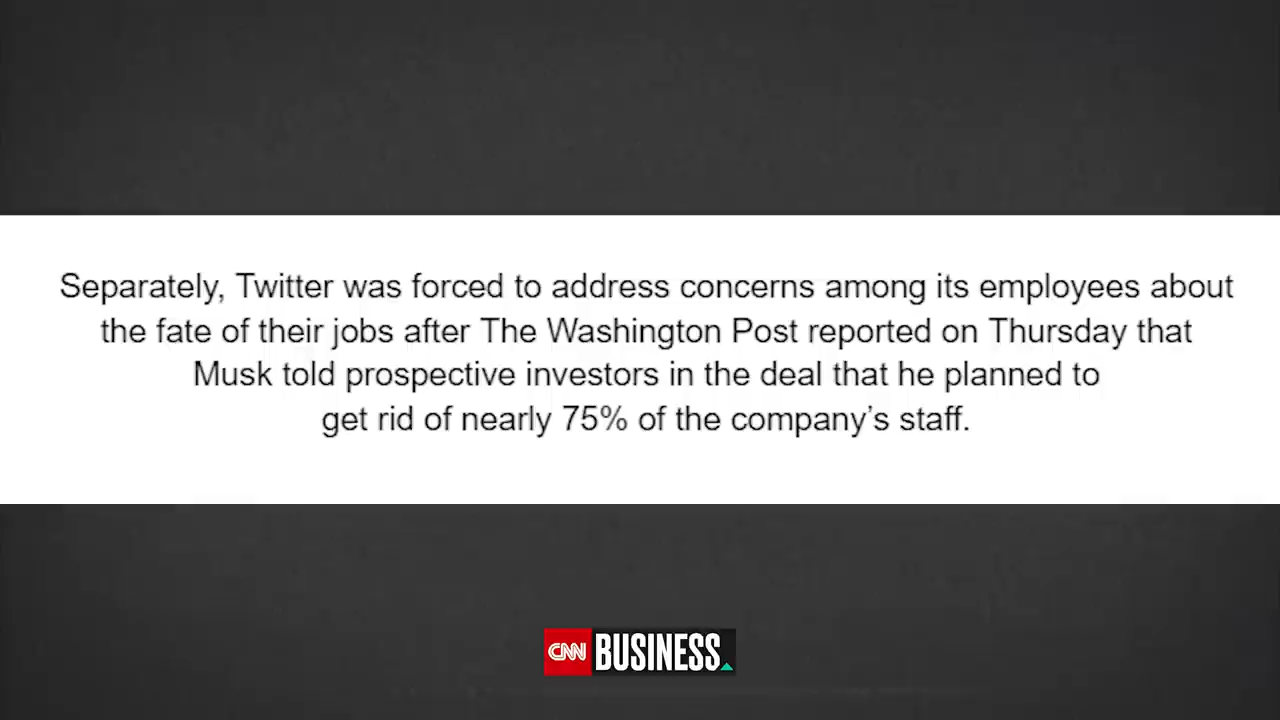 Separately, Twitter was forced to address concerns among its employees about
the fate of their jobs after The Washington Post reported on Thursday that
Musk told prospective investors in the deal that he planned to
get rid of nearly 75% of the company’s staff.
CNN BUSINESS